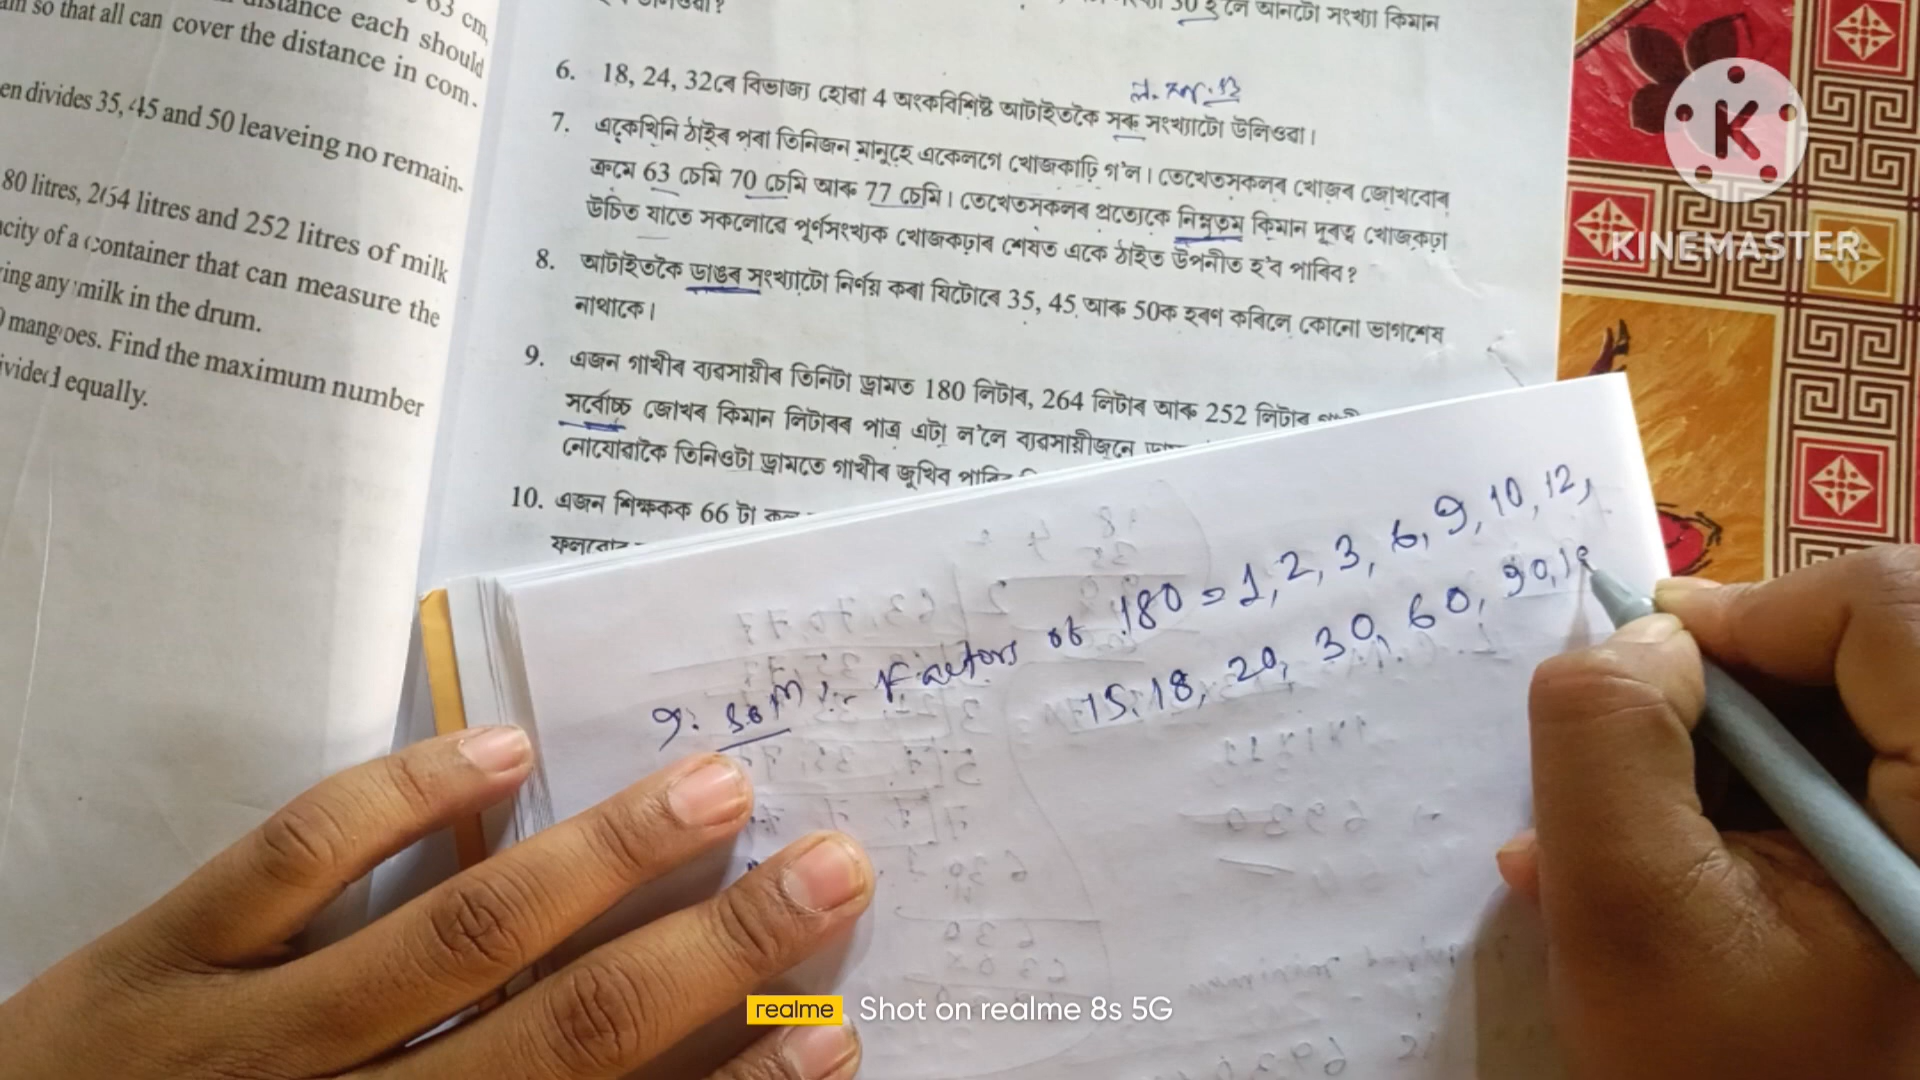 63 cm,
distance each should
so that all can cover the distance in com.
en divides 35, 45 and 50 leaveing no remain-
80 litres, 264 litres and 252 litres of milk
city of a container that can measure the
ring any milk in the drum.
mangoes. Find the maximum number
ivided equally.
আনটো সংখ্যা কিমান
6. 18, 24, 32ৰে বিভাজ্য হোৱা 4 অংকবিশিষ্ট আটাইতকৈ সৰু সংখ্যাটো উলিওৱা।
7. একেখিনি ঠাইৰ পৰা তিনিজন মানুহে একেলগে খোজকাঢ়ি গ'ল। তেখেতসকলৰ খোজৰ জোখবোৰ
ক্ৰমে 63 চেমি 70 চেমি আৰু 77 চেমি। তেখেতসকলৰ প্ৰত্যেকে নিম্নতম কিমান দূৰত্ব খোজকঢ়া
উচিত যাতে সকলোৱে পূৰ্ণসংখ্যক খোজকঢ়াৰ শেষত একে ঠাইত উপনীত হ'ব পাৰিব?
8. আটাইতকৈ ডাঙৰ সংখ্যাটো নিৰ্ণয় কৰা যিটোৰে 35, 45 আৰু 50ক হৰণ কৰিলে কোনো ভাগশেষ
নাথাকে।
9. এজন গাখীৰ ব্যৱসায়ীৰ তিনিটা ড্ৰামত 180 লিটাৰ, 264 লিটাৰ আৰু 252 লিটাৰ
সৰ্বোচ্চ জোখৰ কিমান লিটাৰৰ পাত্ৰ এটা ল'লে ব্যৱসায়ীজনে
নোযোৱাকৈ তিনিওটা ড্ৰামতে গাখীৰ জুখিব
10. এজন শিক্ষকক 66 টা
9. Soln:- Factors of 180 = 1, 2, 3, 6, 9, 10, 12,
15, 18, 20, 30, 60, 90, 18
K
KINEMASTER
realme Shot on realme 8s 5G